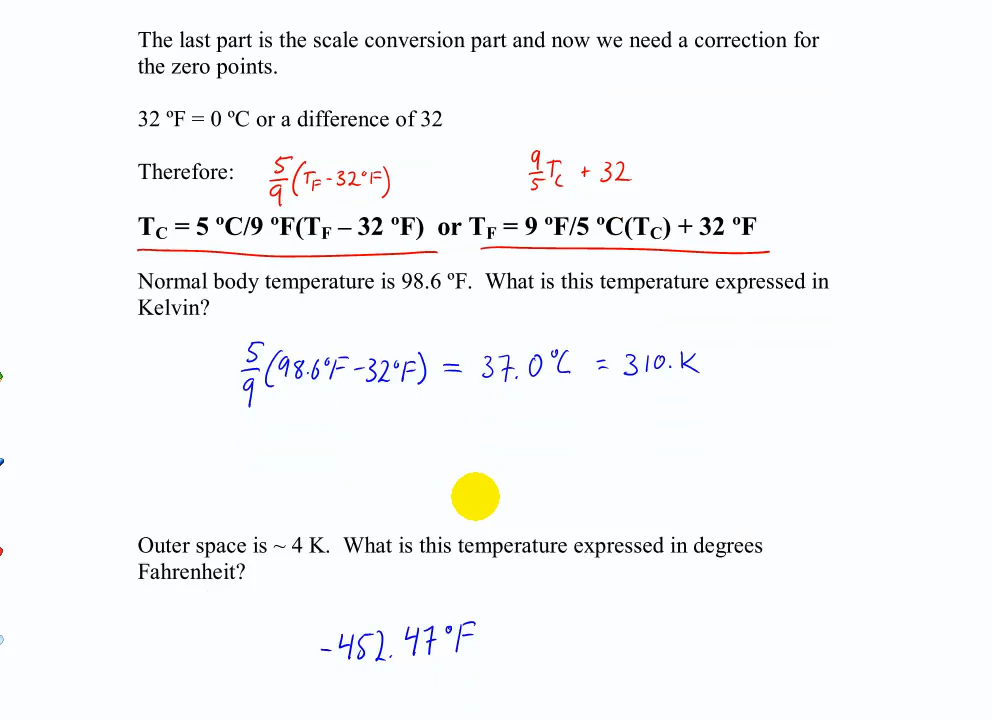 The last part is the scale conversion part and now we need a correction for
the zero points.
32 ºF = 0 ºC or a difference of 32
Therefore: 5/9 (TF - 32°F) 9/5 TC + 32
TC = 5 ºC/9 ºF(TF – 32 ºF) or TF = 9 ºF/5 ºC(TC) + 32 ºF
Normal body temperature is 98.6 ºF. What is this temperature expressed in
Kelvin?
5/9 (98.6°F - 32°F) = 37.0°C = 310. K
Outer space is ~ 4 K. What is this temperature expressed in degrees
Fahrenheit?
-452.47°F